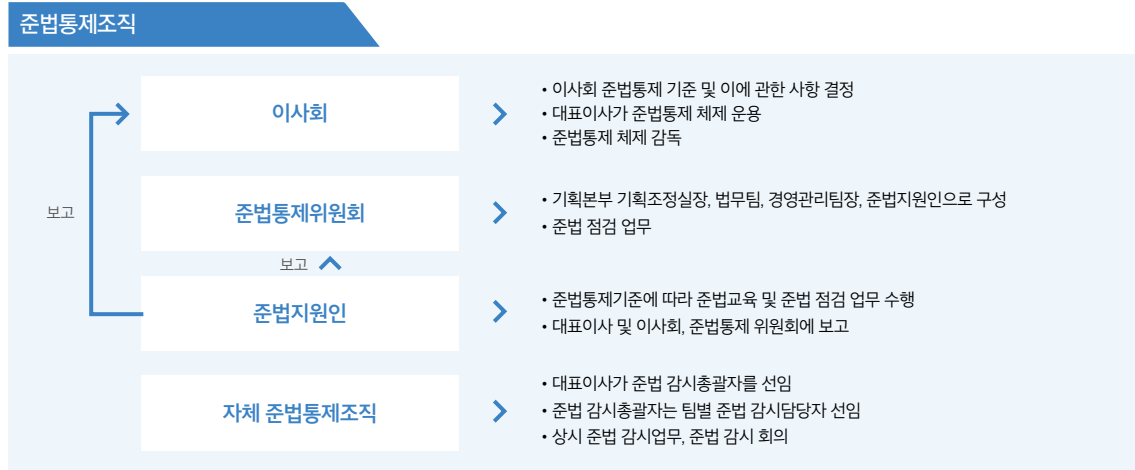 준법통제조직
이사회
• 이사회 준법통제 기준 및 이에 관한 사항 결정
• 대표이사가 준법통제 체제 운용
• 준법통제 체제 감독
보고
준법통제위원회
• 기획본부 기획조정실장, 법무팀, 경영관리팀장, 준법지원인으로 구성
• 준법 점검 업무
보고
준법지원인
• 준법통제기준에 따라 준법교육 및 준법 점검 업무 수행
• 대표이사 및 이사회, 준법통제 위원회에 보고
자체 준법통제조직
• 대표이사가 준법 감시총괄자를 선임
• 준법 감시총괄자는 팀별 준법 감시담당자 선임
• 상시 준법 감시업무, 준법 감시 회의